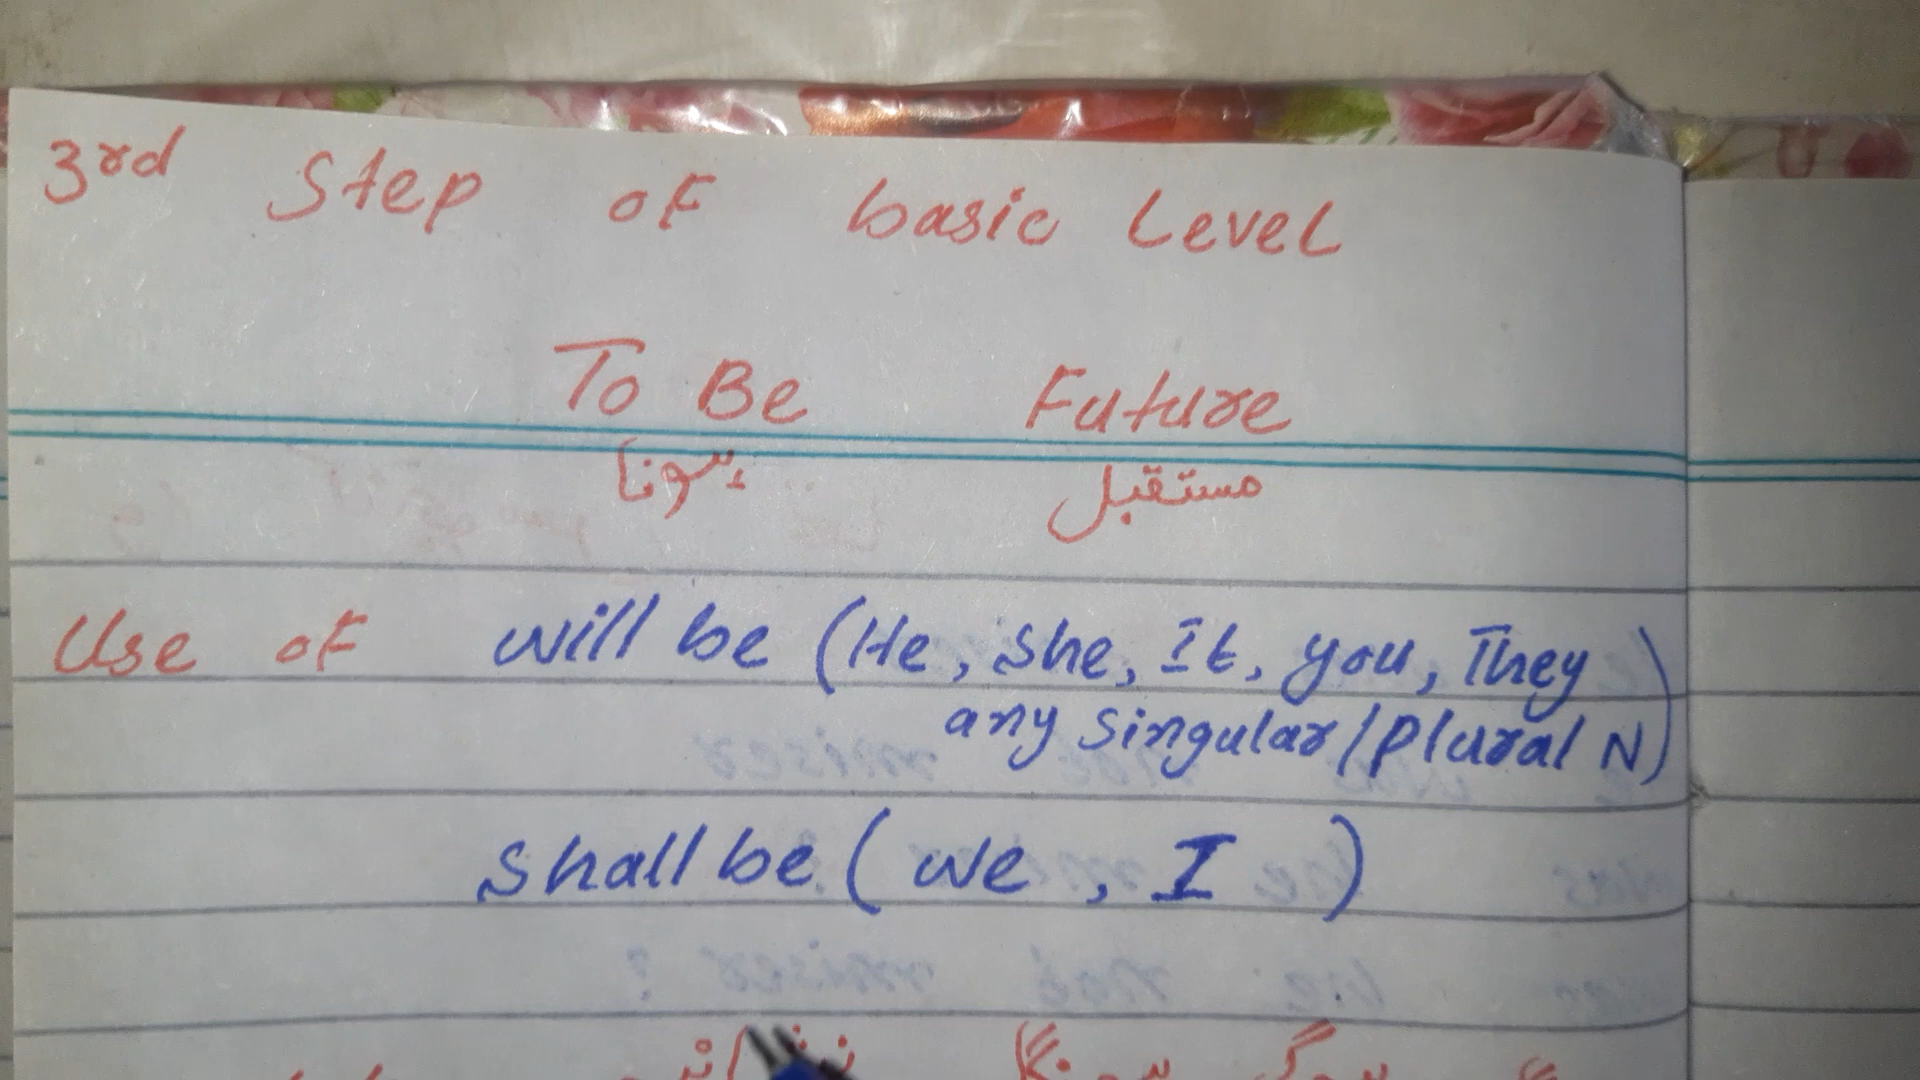 3rd Step of basic Level
To Be Future
ہونا مستقبل
Use of will be (He, She, It, you, They
any singular/plural N)
Shall be (we, I)